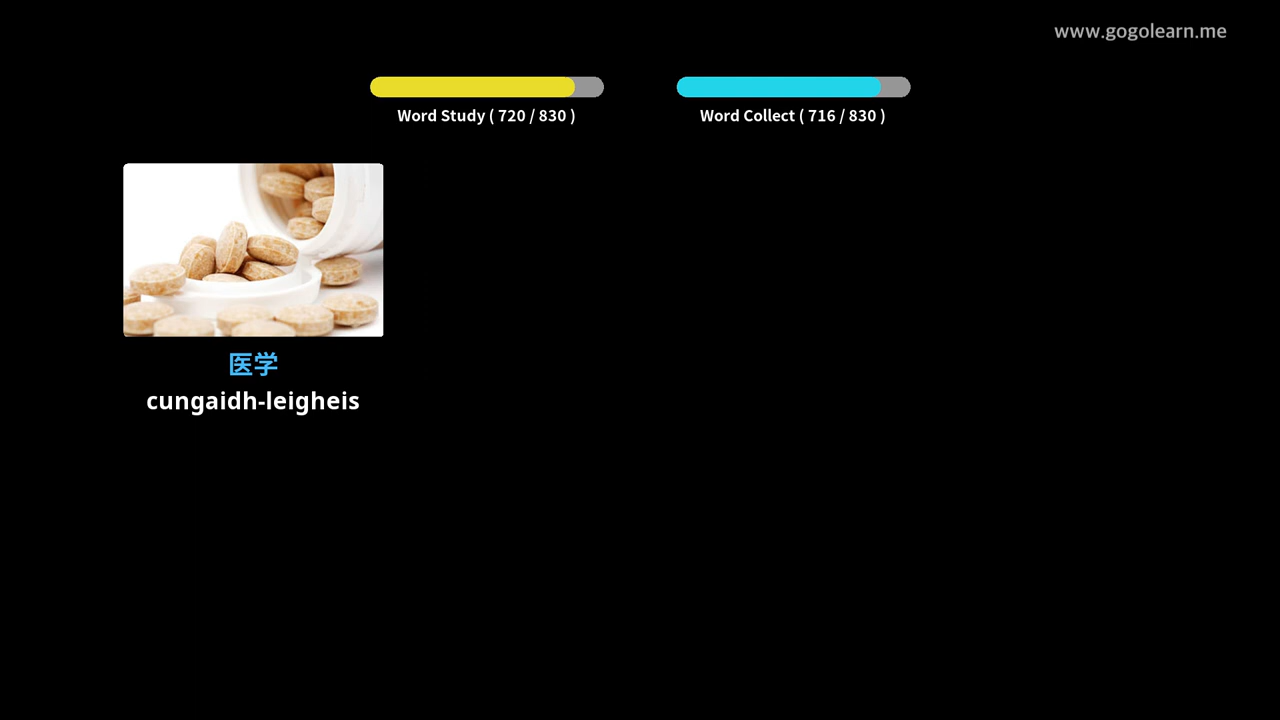 www.gogolearn.me
Word Study ( 720 / 830 )
Word Collect ( 716 / 830 )
医学
cungaidh-leigheis